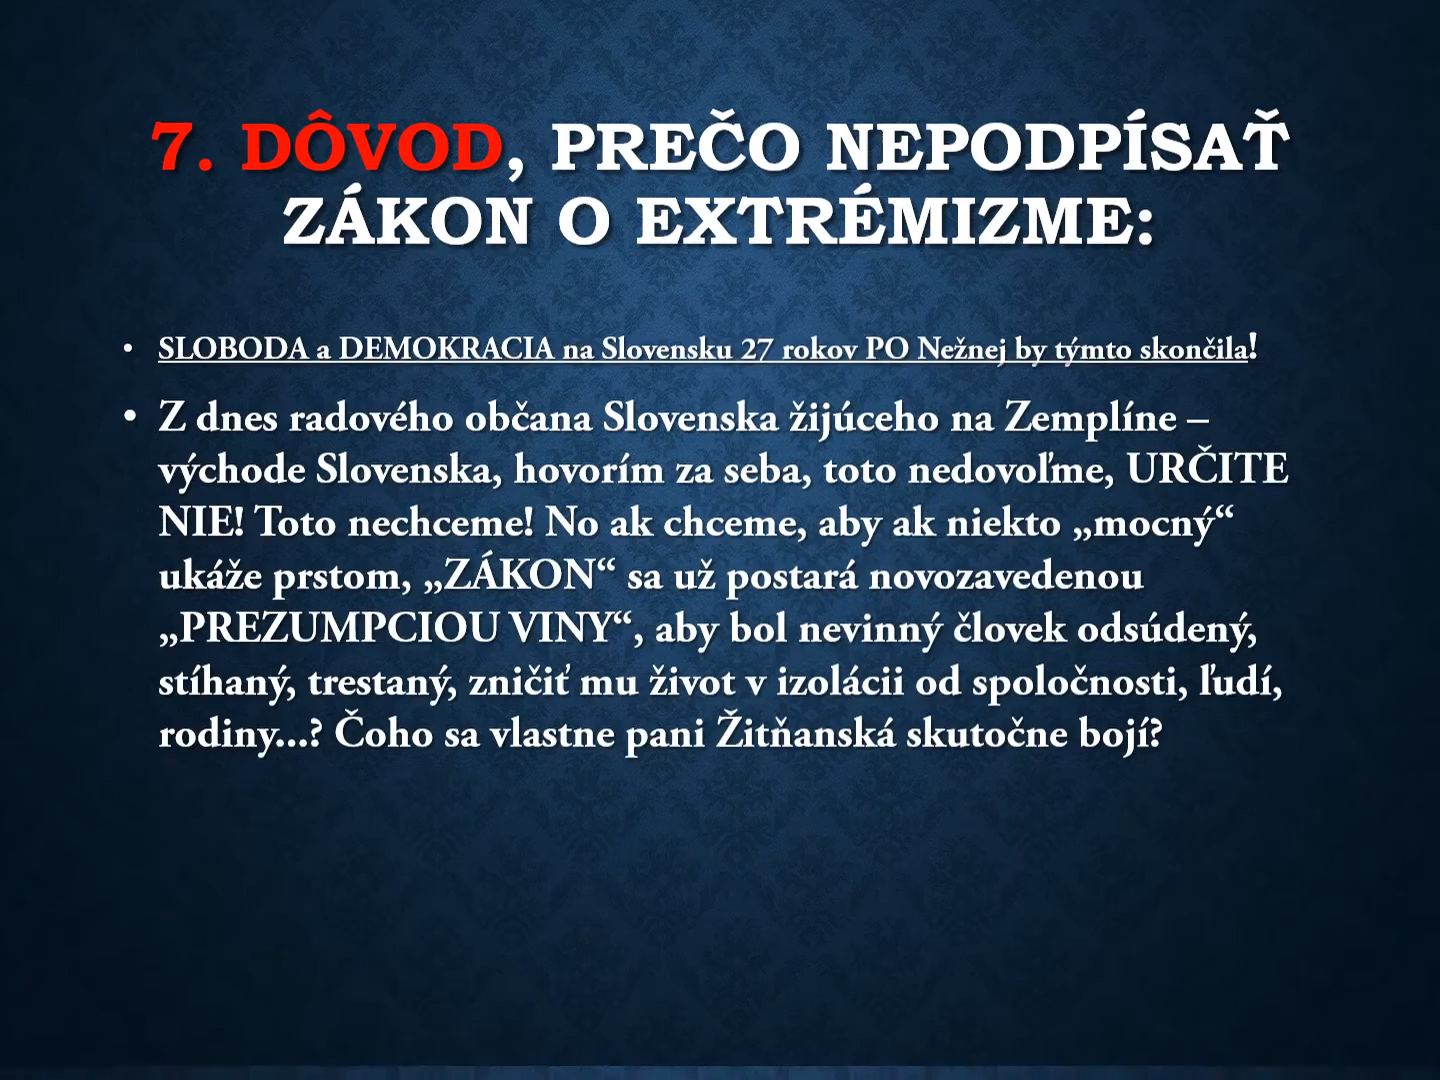 7. DÔVOD, PREČO NEPODPÍSAŤ
ZÁKON O EXTRÉMIZME:
• SLOBODA a DEMOKRACIA na Slovensku 27 rokov PO Nežnej by týmto skončila!
• Z dnes radového občana Slovenska žijúceho na Zemplíne –
východe Slovenska, hovorím za seba, toto nedovoľme, URČITE
NIE! Toto nechceme! No ak chceme, aby ak niekto „mocný“
ukáže prstom, „ZÁKON“ sa už postará novozavedenou
„PREZUMPCIOU VINY“, aby bol nevinný človek odsúdený,
stíhaný, trestaný, zničiť mu život v izolácii od spoločnosti, ľudí,
rodiny...? Čoho sa vlastne pani Žitňanská skutočne bojí?